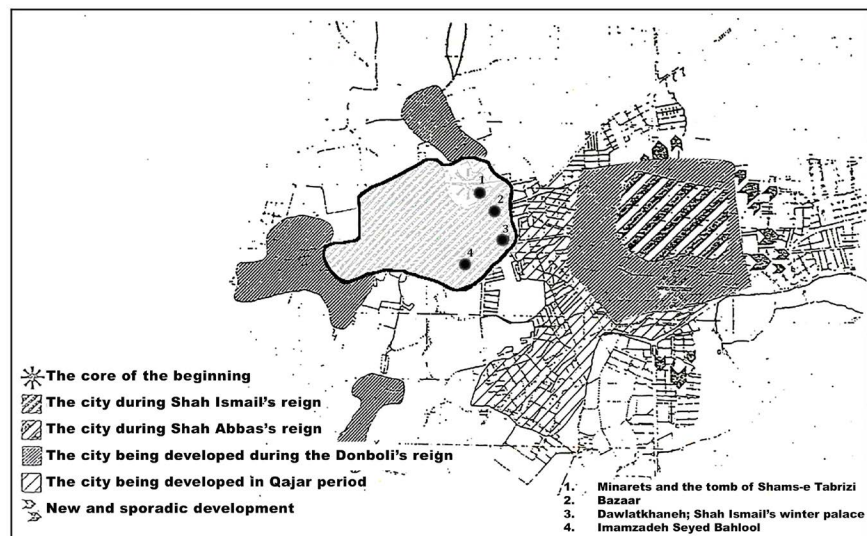 1
2
3
4
The core of the beginning
The city during Shah Ismail's reign
The city during Shah Abbas's reign
The city being developed during the Donboli's reign
The city being developed in Qajar period
New and sporadic development
1. Minarets and the tomb of Shams-e Tabrizi
2. Bazaar
3. Dawlatkhaneh; Shah Ismail's winter palace
4. Imamzadeh Seyed Bahlool